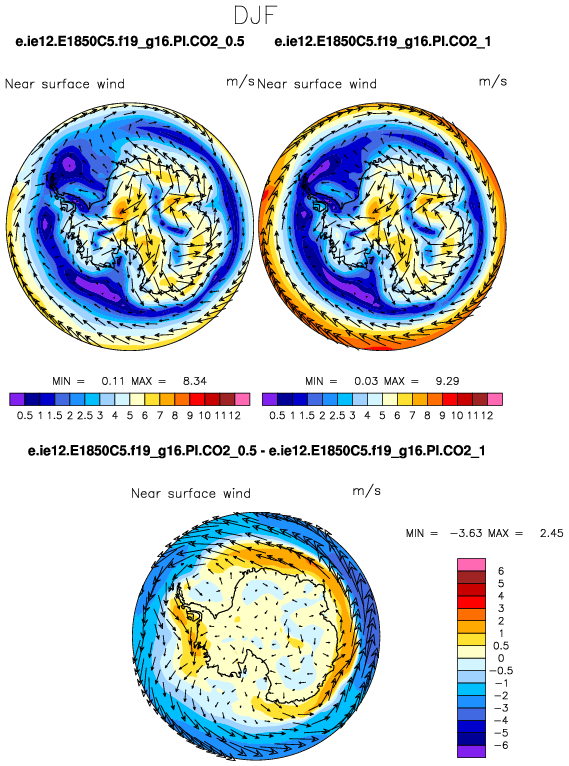 DJF
e.ie12.E1850C5.f19_g16.PI.CO2_0.5 e.ie12.E1850C5.f19_g16.PI.CO2_1
Near surface wind m/s Near surface wind m/s
MIN = 0.11 MAX = 8.34 MIN = 0.03 MAX = 9.29
0.5 1 1.5 2 2.5 3 4 5 6 7 8 9 10 11 12 0.5 1 1.5 2 2.5 3 4 5 6 7 8 9 10 11 12
e.ie12.E1850C5.f19_g16.PI.CO2_0.5 - e.ie12.E1850C5.f19_g16.PI.CO2_1
Near surface wind m/s
MIN = -3.63 MAX = 2.45
6
5
4
3
2
1
0.5
0
-0.5
-1
-2
-3
-4
-5
-6